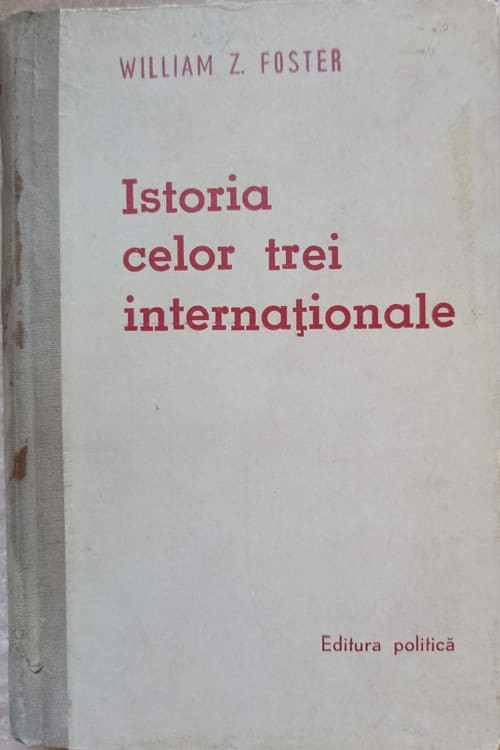 WILLIAM Z. FOSTER
Istoria
celor trei
internaţionale
Editura politică